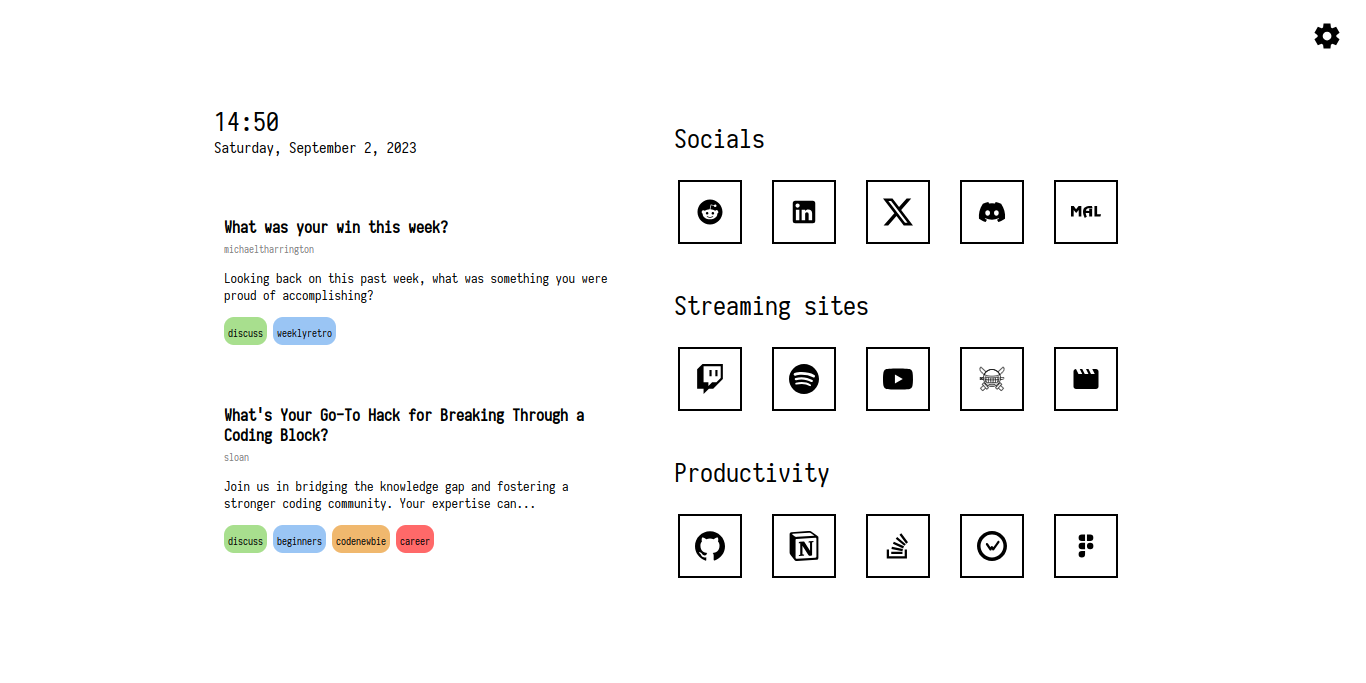 14:50
Saturday, September 2, 2023
What was your win this week?
michaeltharrington
Looking back on this past week, what was something you were
proud of accomplishing?
discuss weeklyretro
What's Your Go-To Hack for Breaking Through a
Coding Block?
sloan
Join us in bridging the knowledge gap and fostering a
stronger coding community. Your expertise can...
discuss beginners codenewbie career
Socials
in
MAL
Streaming sites
Productivity
N